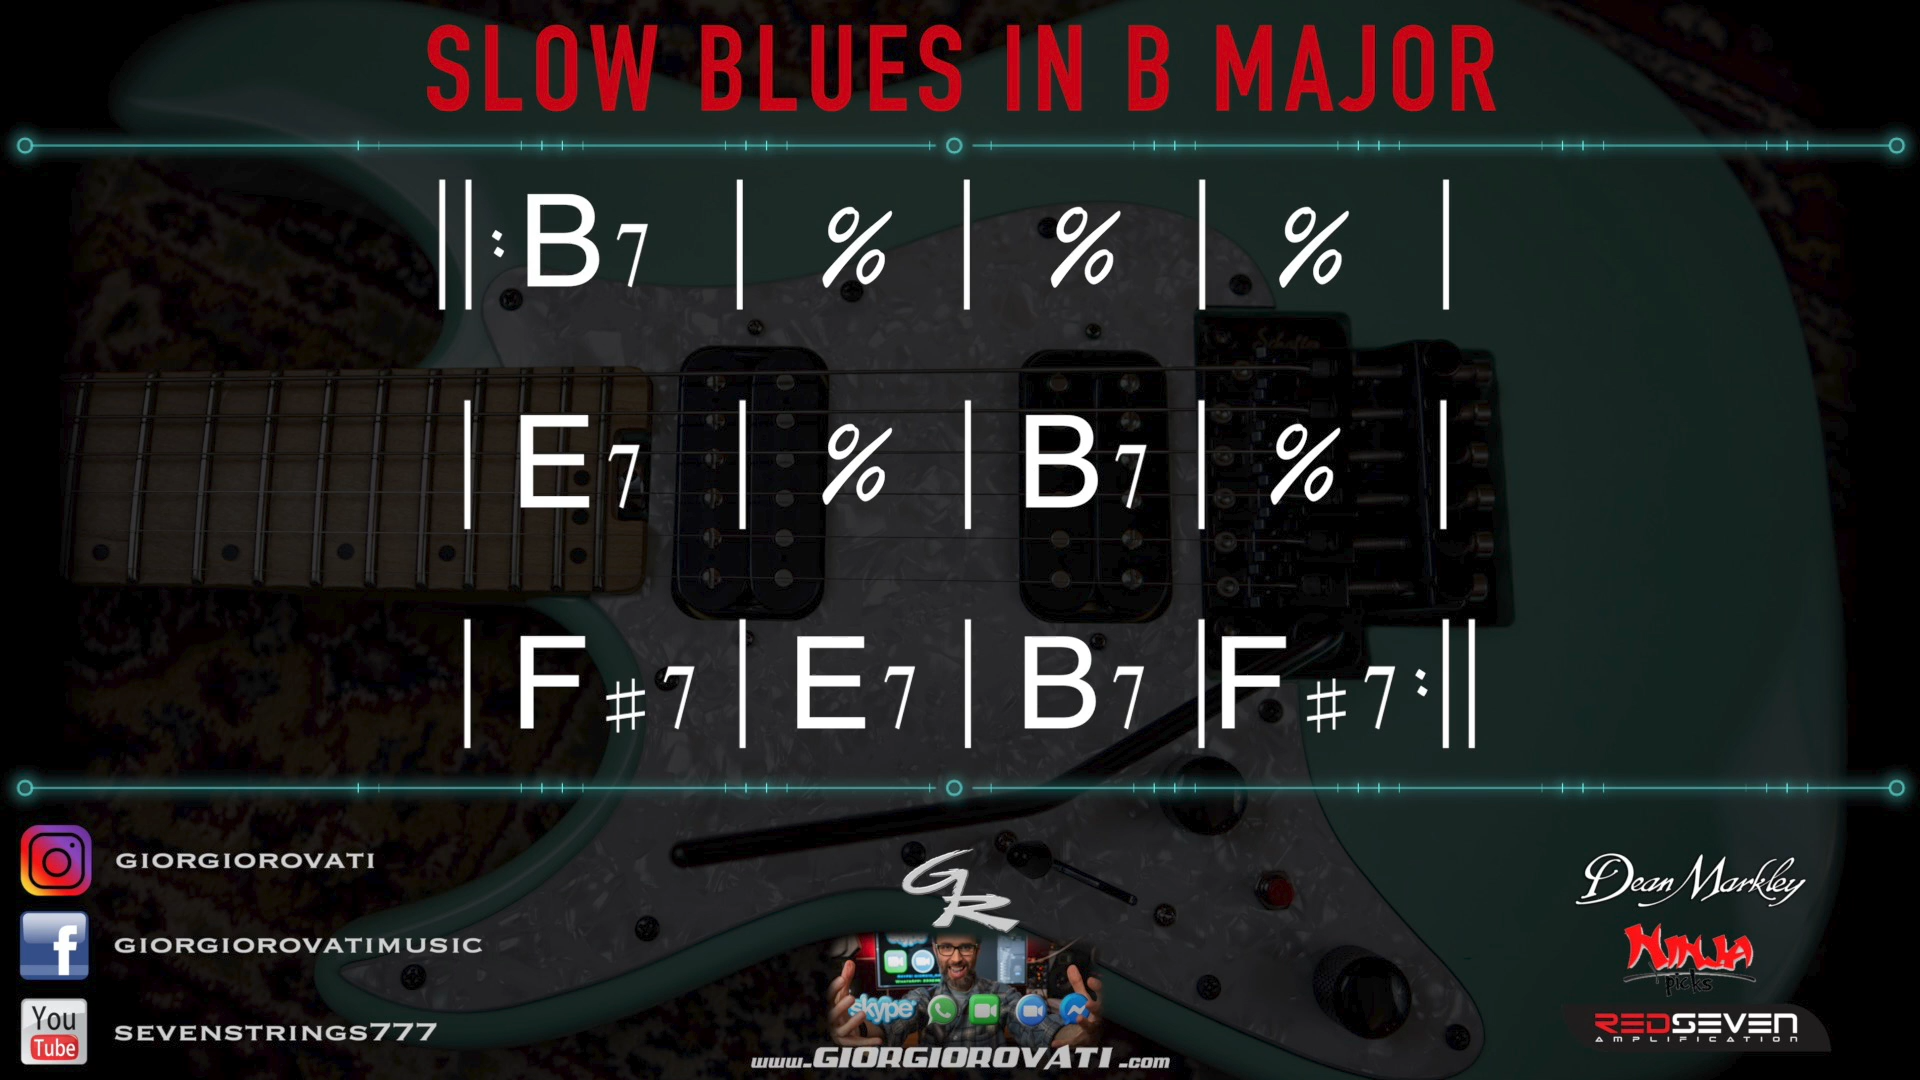 SLOW BLUES IN B MAJOR
||: B7 | % | % | % |
| E7 | % | B7 | % |
| F♯7 | E7 | B7 | F♯7 :||
GIORGIOROVATI
GIORGIOROVATIMUSIC
You Tube
SEVENSTRINGS777
GR
skype
www.GIORGIOROVATI.com
Dean Markley
NINJA
picks
REDSEVEN
AMPLIFICATION